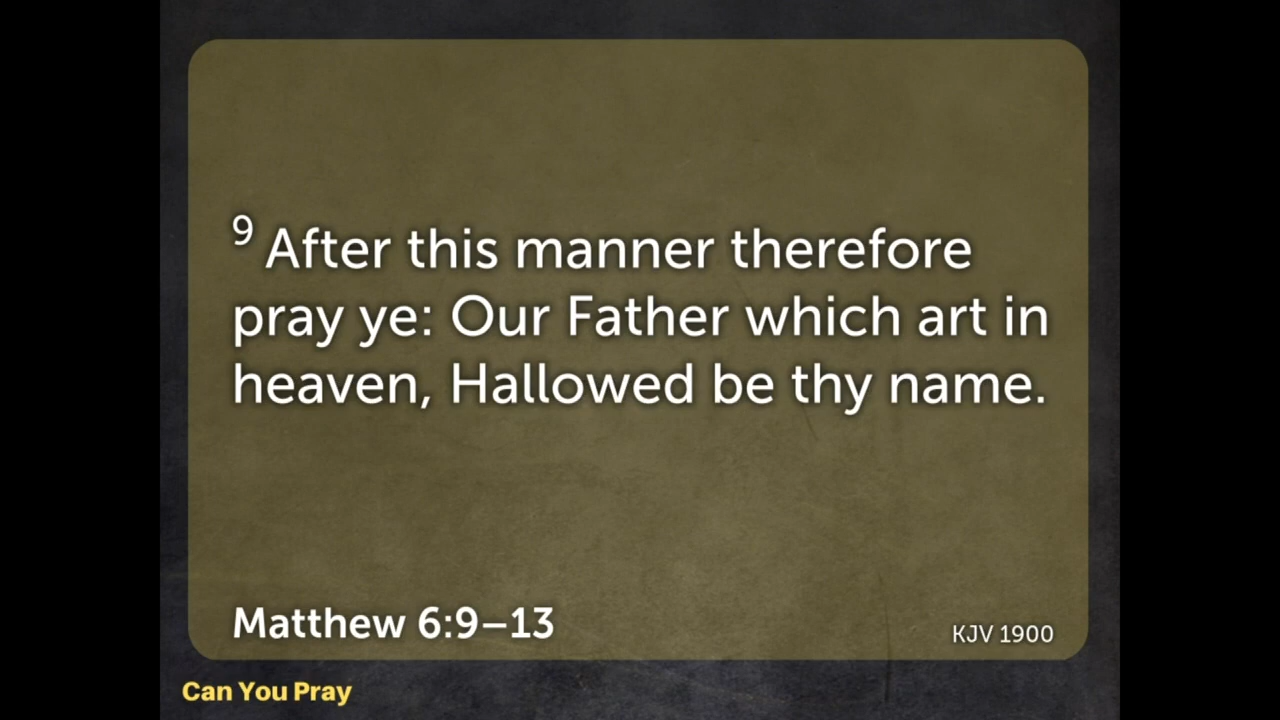 9 After this manner therefore
pray ye: Our Father which art in
heaven, Hallowed be thy name.
Matthew 6:9–13
KJV 1900
Can You Pray